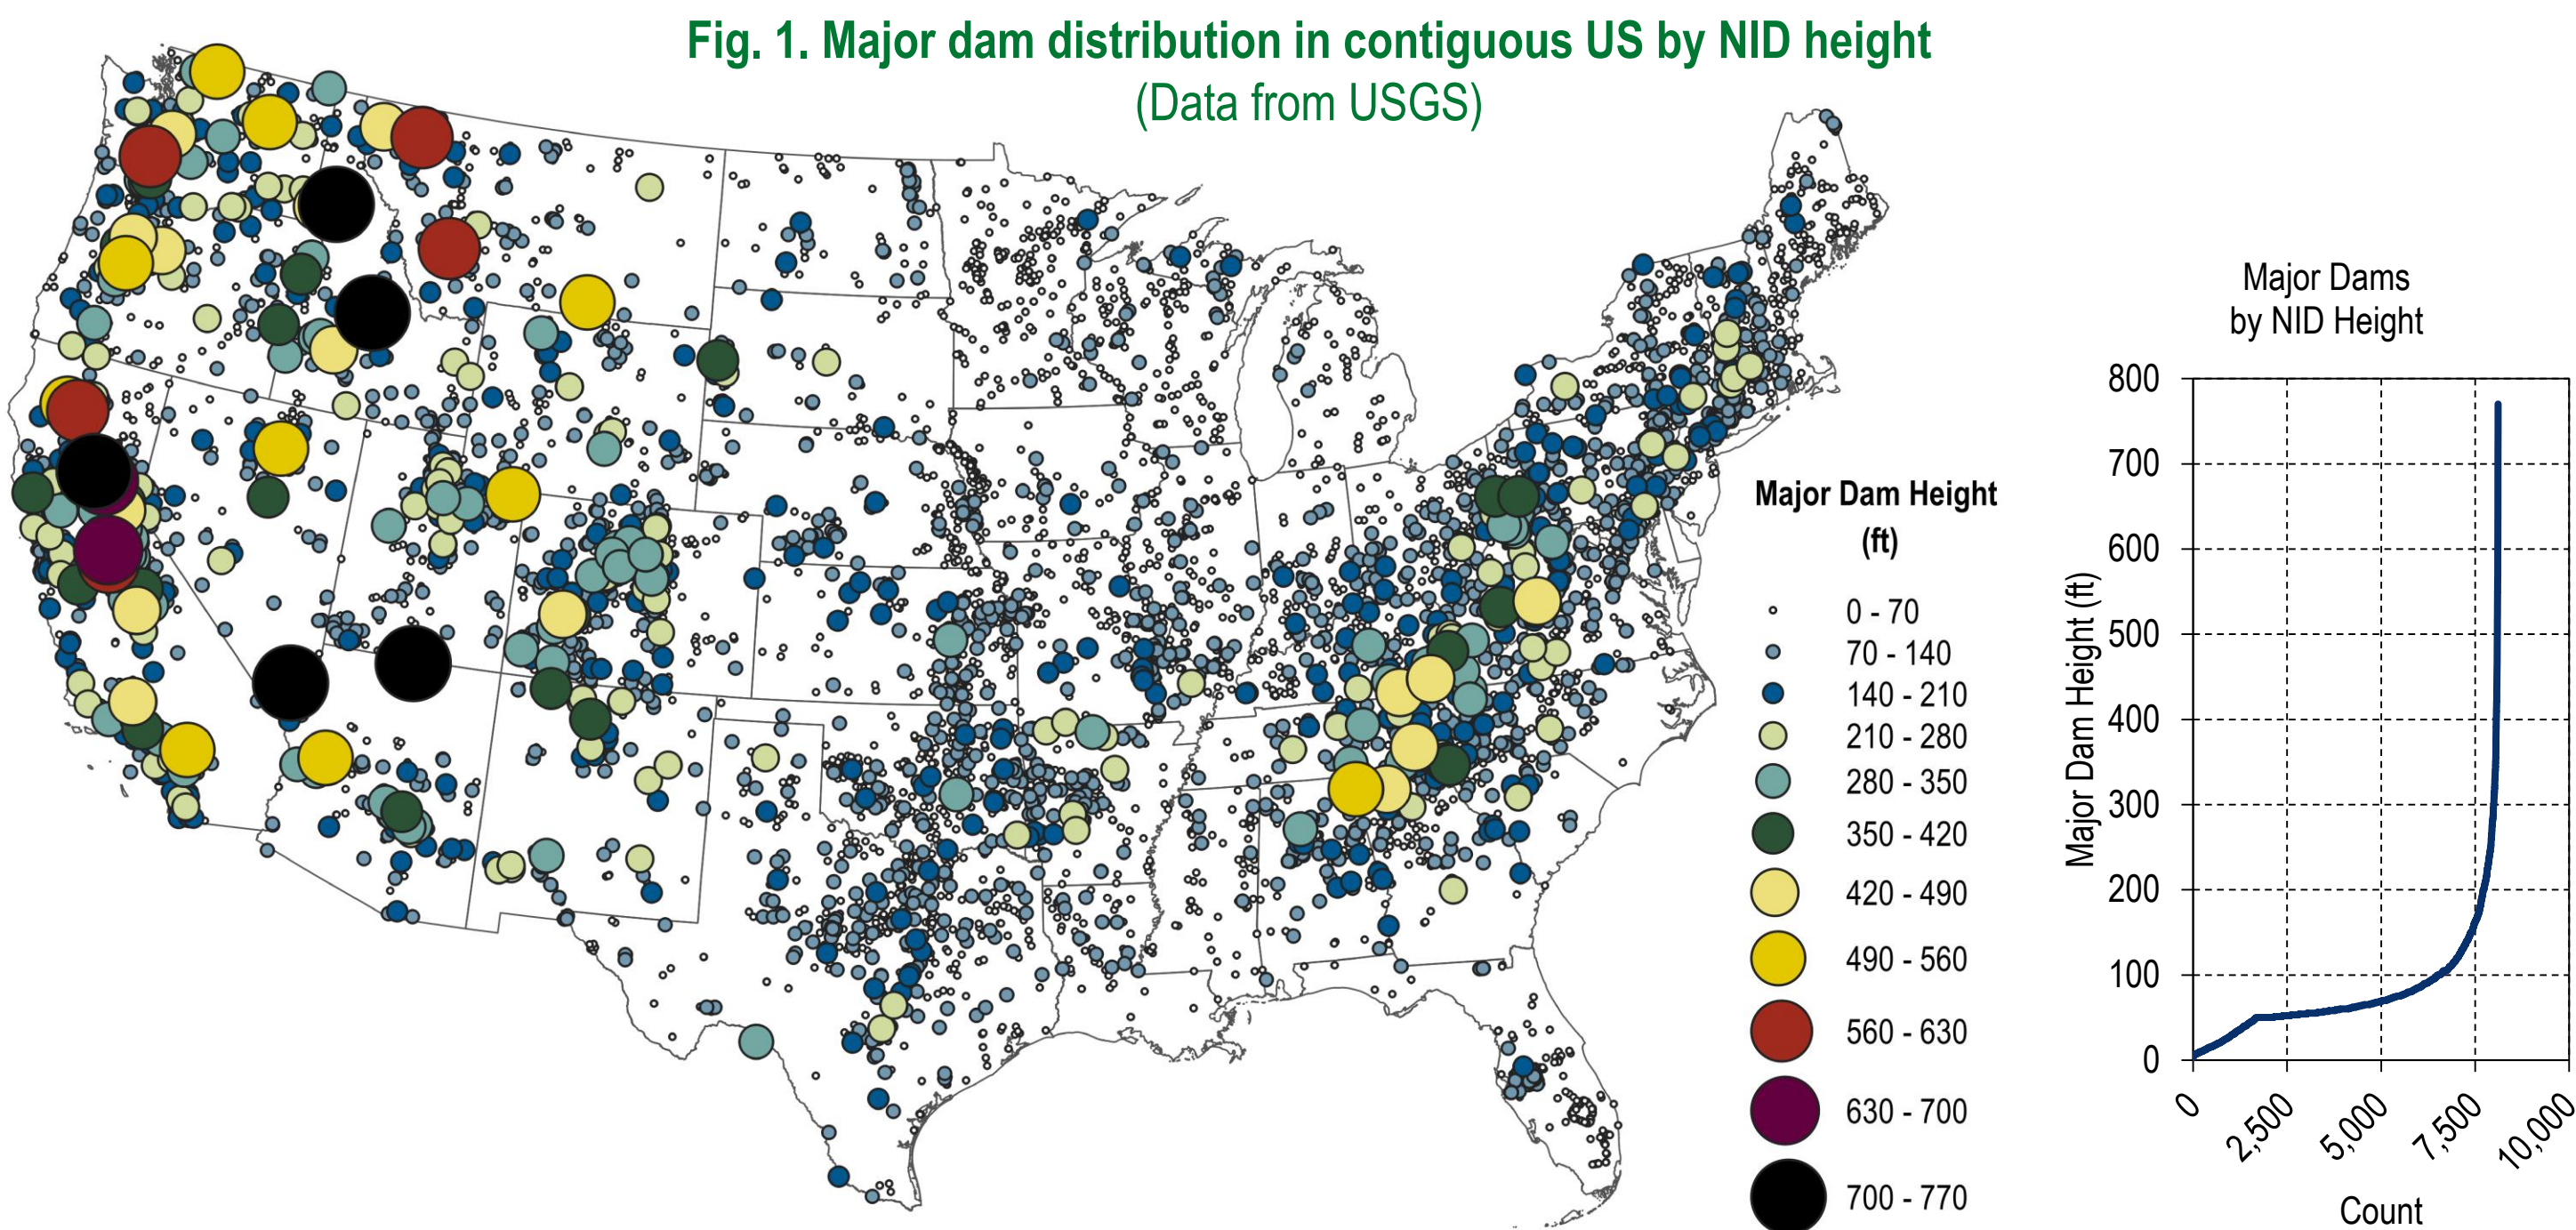 Fig. 1. Major dam distribution in contiguous US by NID height
(Data from USGS)
Major Dam Height
(ft)
0 - 70
70 - 140
140 - 210
210 - 280
280 - 350
350 - 420
420 - 490
490 - 560
560 - 630
630 - 700
700 - 770
Major Dams
by NID Height
Major Dam Height (ft)
800
700
600
500
400
300
200
100
0
0
2,500
5,000
7,500
10,000
Count